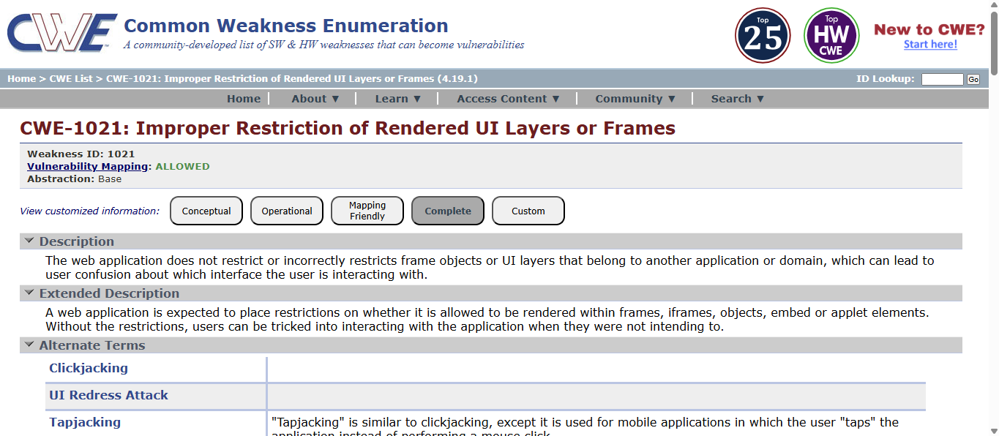 CWE™ Common Weakness Enumeration
A community-developed list of SW & HW weaknesses that can become vulnerabilities
Top 25
Top HW CWE
New to CWE?
Start here!
Home > CWE List > CWE-1021: Improper Restriction of Rendered UI Layers or Frames (4.19.1)
ID Lookup: Go
Home About ▼ Learn ▼ Access Content ▼ Community ▼ Search ▼
CWE-1021: Improper Restriction of Rendered UI Layers or Frames
Weakness ID: 1021
Vulnerability Mapping: ALLOWED
Abstraction: Base
View customized information: Conceptual Operational Mapping Friendly Complete Custom
Description
The web application does not restrict or incorrectly restricts frame objects or UI layers that belong to another application or domain, which can lead to
user confusion about which interface the user is interacting with.
Extended Description
A web application is expected to place restrictions on whether it is allowed to be rendered within frames, iframes, objects, embed or applet elements.
Without the restrictions, users can be tricked into interacting with the application when they were not intending to.
Alternate Terms
Clickjacking
UI Redress Attack
Tapjacking "Tapjacking" is similar to clickjacking, except it is used for mobile applications in which the user "taps" the
application instead of performing a mouse click.